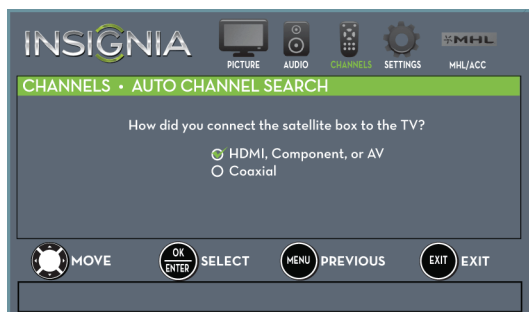 INSIGNIA
PICTURE AUDIO CHANNELS SETTINGS MHL MHL/ACC
CHANNELS • AUTO CHANNEL SEARCH
How did you connect the satellite box to the TV?
HDMI, Component, or AV
Coaxial
MOVE OK/ENTER SELECT MENU PREVIOUS EXIT EXIT